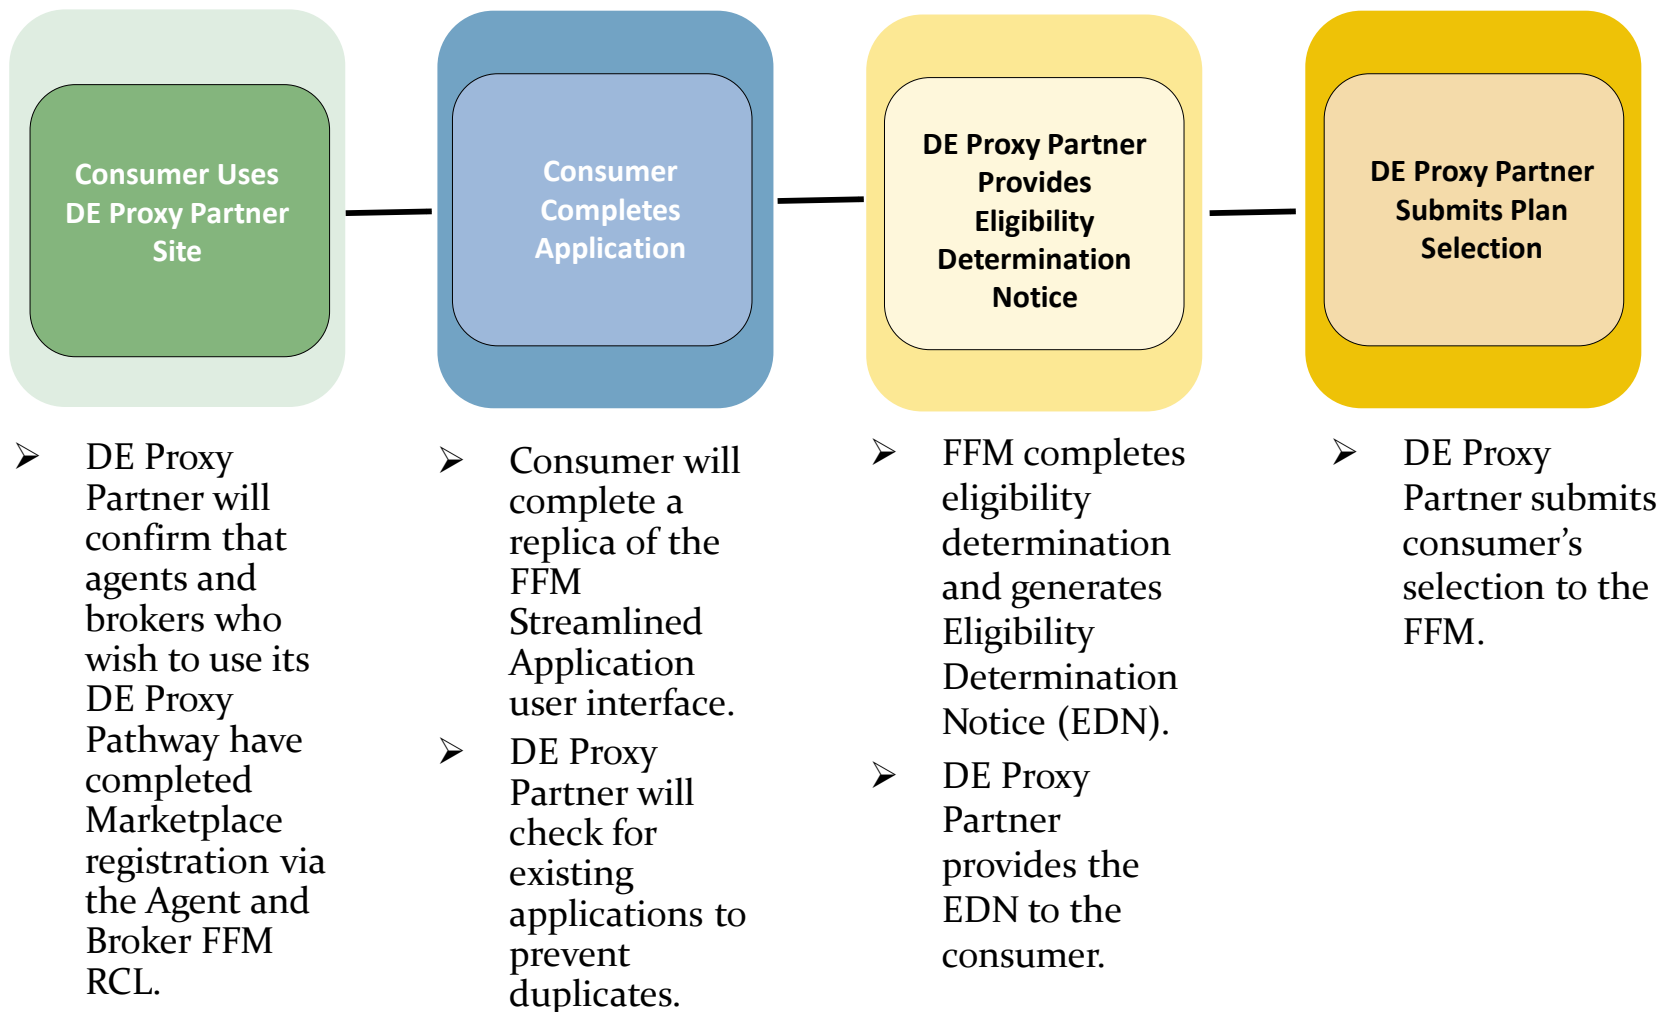 Consumer Uses
DE Proxy Partner
Site
Consumer
Completes
Application
DE Proxy Partner
Provides
Eligibility
Determination
Notice
DE Proxy Partner
Submits Plan
Selection
➢ DE Proxy
Partner will
confirm that
agents and
brokers who
wish to use its
DE Proxy
Pathway have
completed
Marketplace
registration via
the Agent and
Broker FFM
RCL.
➢ Consumer will
complete a
replica of the
FFM
Streamlined
Application
user interface.
➢ DE Proxy
Partner will
check for
existing
applications to
prevent
duplicates.
➢ FFM completes
eligibility
determination
and generates
Eligibility
Determination
Notice (EDN).
➢ DE Proxy
Partner
provides the
EDN to the
consumer.
➢ DE Proxy
Partner submits
consumer’s
selection to the
FFM.